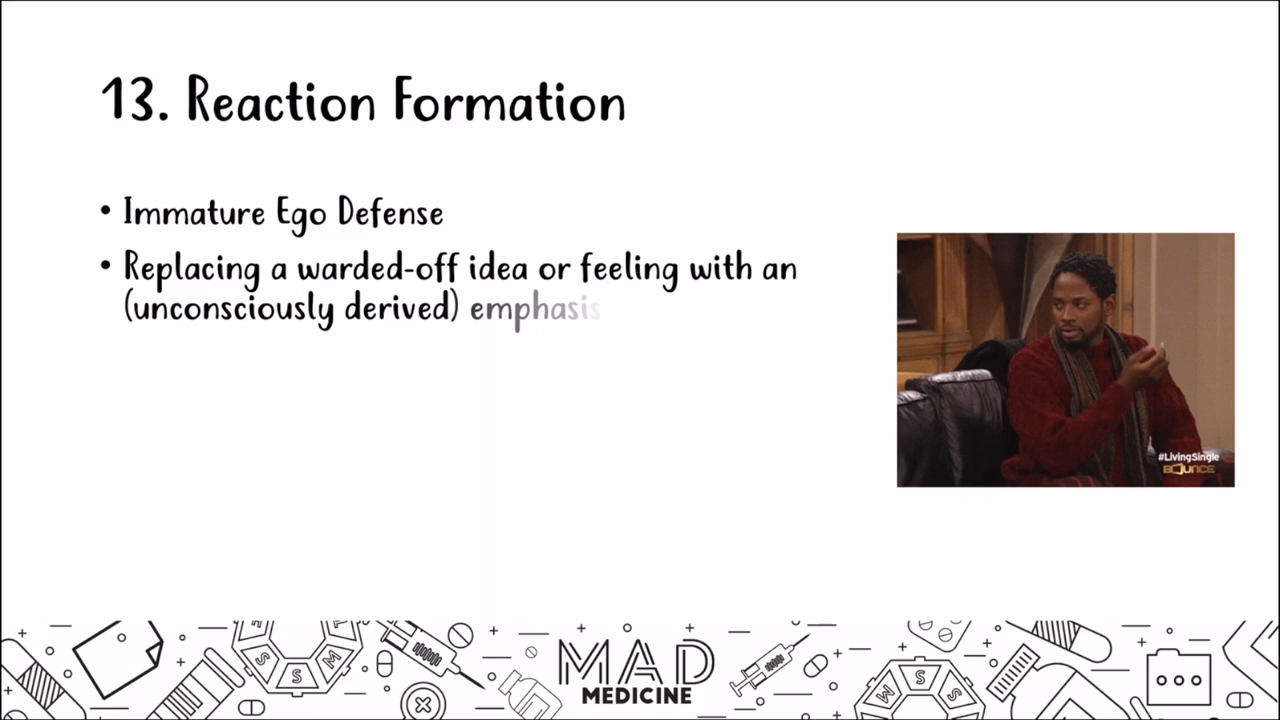 13. Reaction Formation
• Immature Ego Defense
• Replacing a warded-off idea or feeling with an
(unconsciously derived) emphasis
#LivingSingle
BOUNCE
S
S
M
M
S
S
MAD
MEDICINE